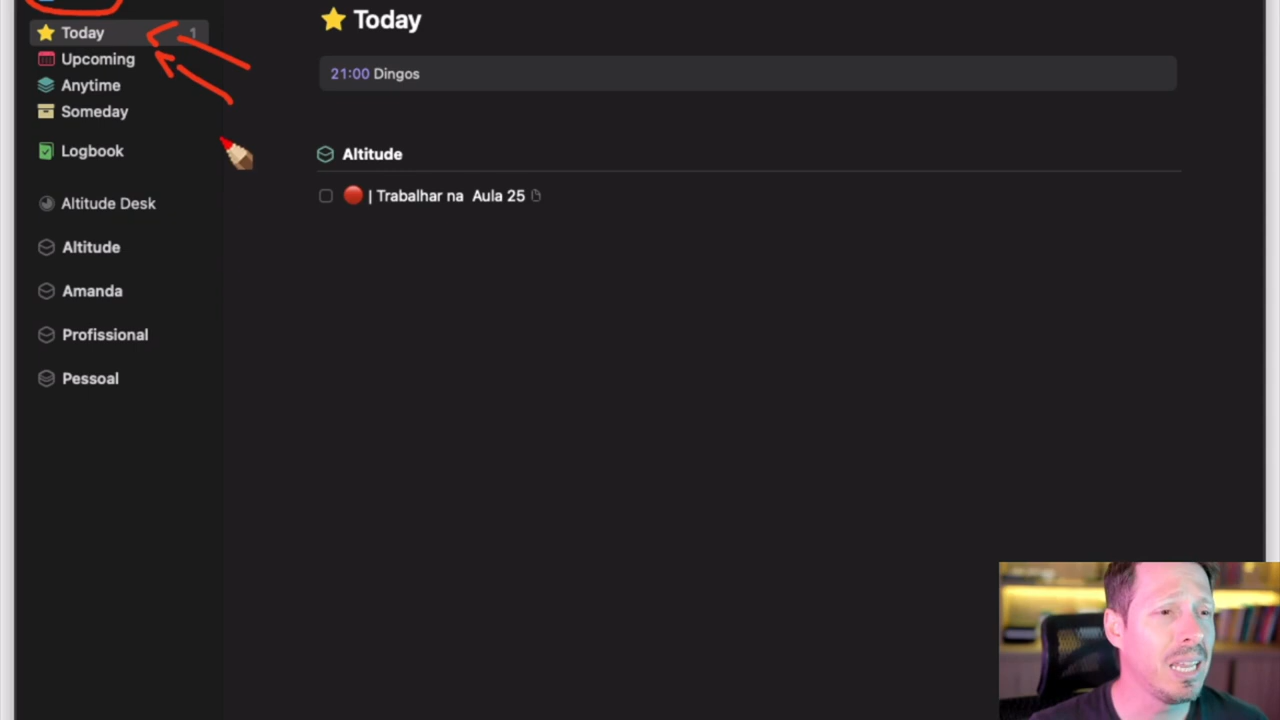 Today 1
Upcoming
Anytime
Someday
Logbook
Altitude Desk
Altitude
Amanda
Profissional
Pessoal
Today
21:00 Dingos
Altitude
| Trabalhar na Aula 25